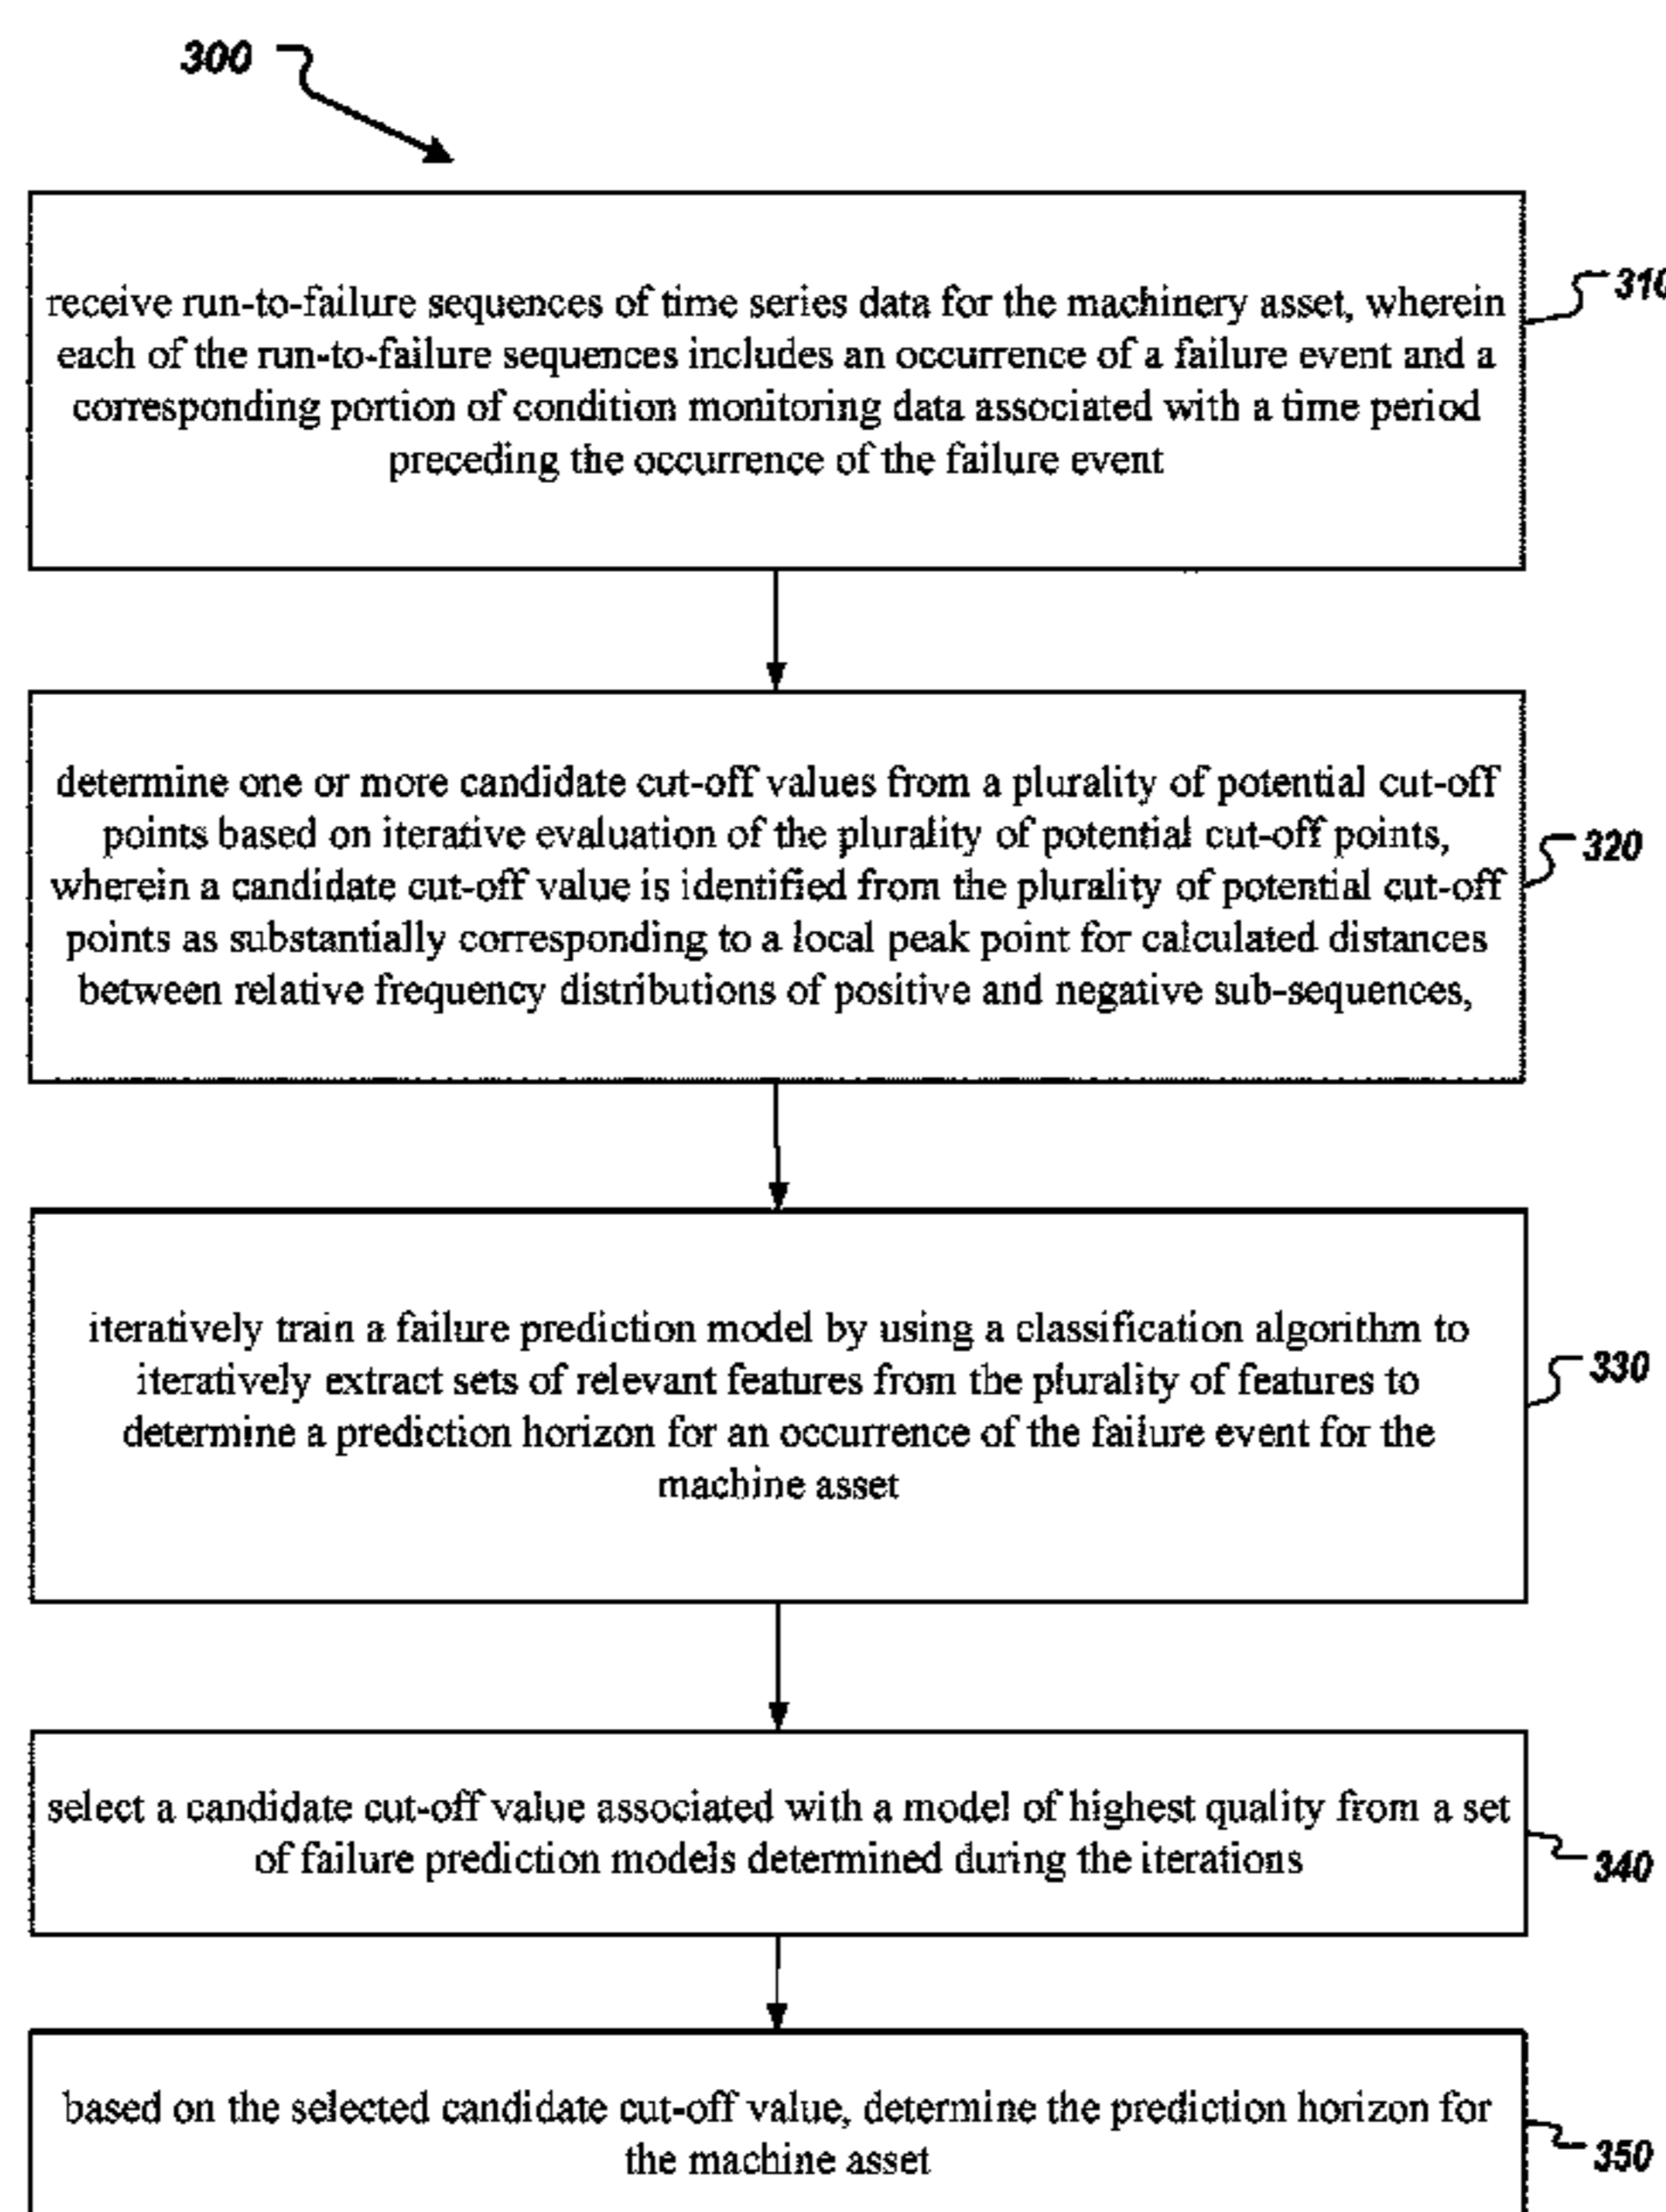 300
receive run-to-failure sequences of time series data for the machinery asset, wherein
310
each of the run-to-failure sequences includes an occurrence of a failure event and a
corresponding portion of condition monitoring data associated with a time period
preceding the occurrence of the failure event
determine one or more candidate cut-off values from a plurality of potential cut-off
points based on iterative evaluation of the plurality of potential cut-off points,
320
wherein a candidate cut-off value is identified from the plurality of potential cut-off
points as substantially corresponding to a local peak point for calculated distances
between relative frequency distributions of positive and negative sub-sequences,
iteratively train a failure prediction model by using a classification algorithm to
iteratively extract sets of relevant features from the plurality of features to
330
determine a prediction horizon for an occurrence of the failure event for the
machine asset
select a candidate cut-off value associated with a model of highest quality from a set
of failure prediction models determined during the iterations
340
based on the selected candidate cut-off value, determine the prediction horizon for
the machine asset
350